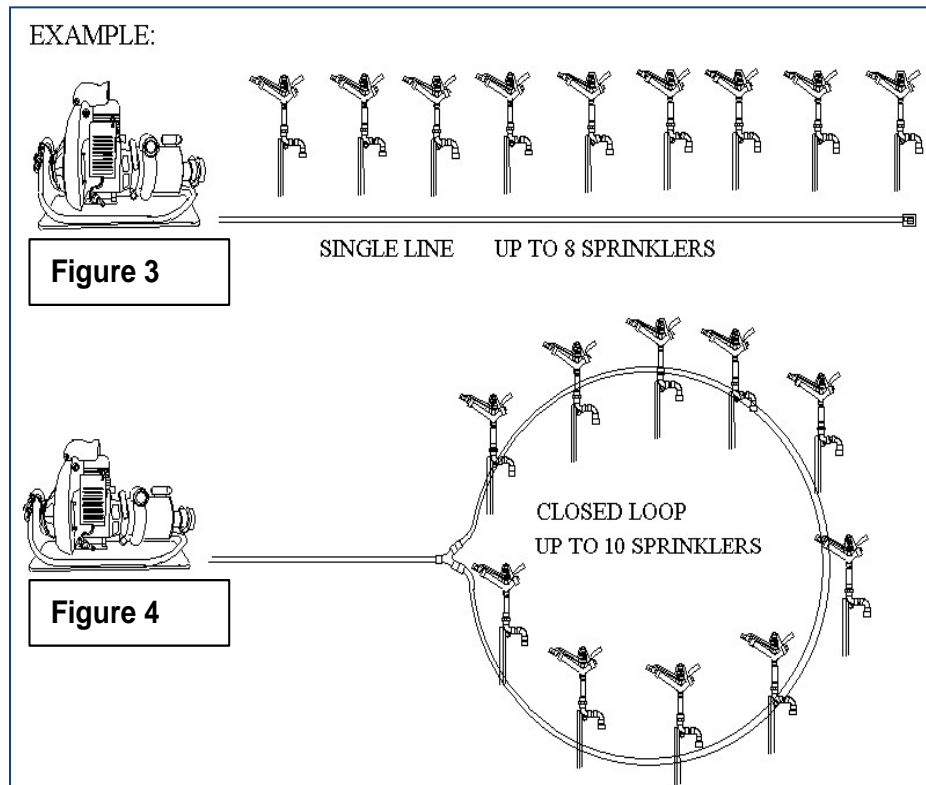 EXAMPLE:
SINGLE LINE UP TO 8 SPRINKLERS
Figure 3
CLOSED LOOP
UP TO 10 SPRINKLERS
Figure 4